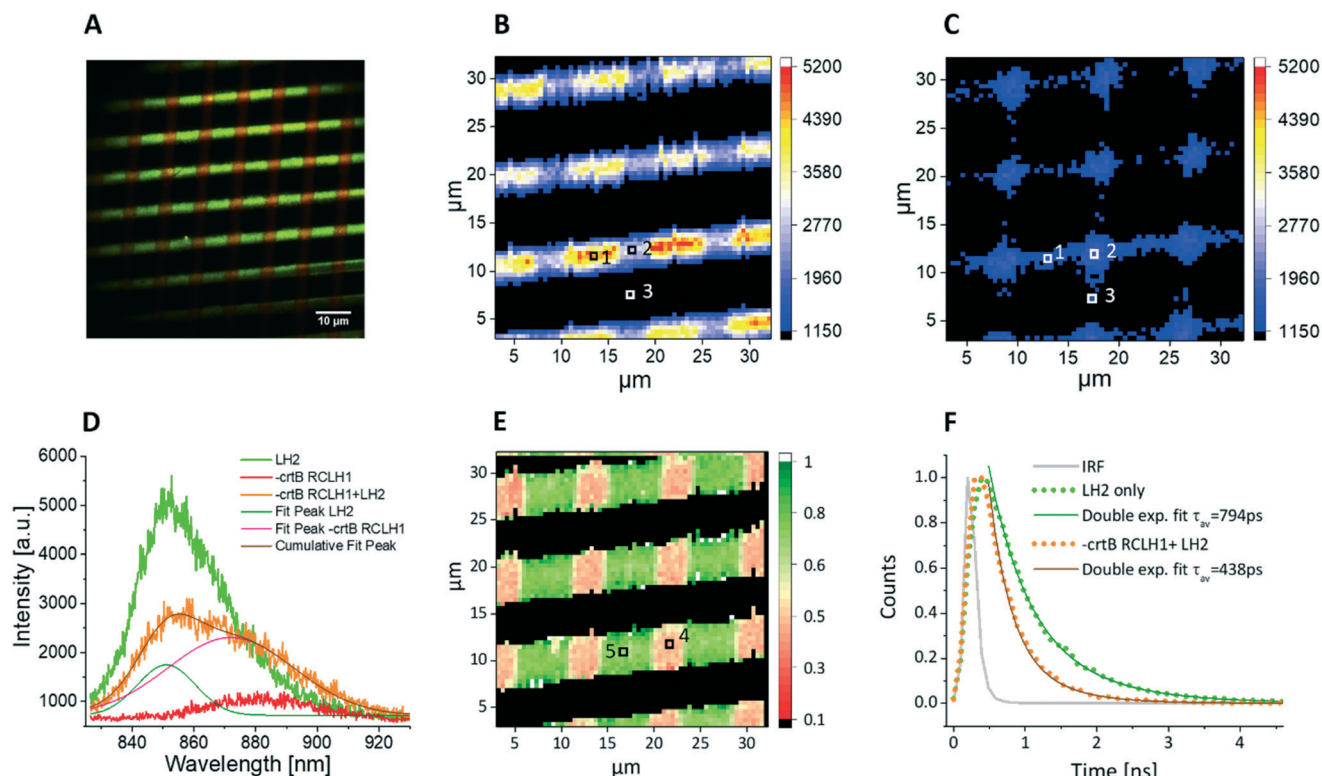 A
B
C
10 µm
µm
30
25
20
15
10
5
5 10 15 20 25 30
µm
1
2
3
5200
4390
3580
2770
1960
1150
µm
30
25
20
15
10
5
5 10 15 20 25 30
µm
1
2
3
5200
4390
3580
2770
1960
1150
D
E
F
Intensity [a.u.]
6000
5000
4000
3000
2000
1000
840 860 880 900 920
Wavelength [nm]
LH2
-crtB RCLH1
-crtB RCLH1+LH2
Fit Peak LH2
Fit Peak -crtB RCLH1
Cumulative Fit Peak
µm
30
25
20
15
10
5
5 10 15 20 25 30
µm
5
4
1
0.8
0.6
0.5
0.3
0.1
Counts
1.0
0.8
0.6
0.4
0.2
0.0
0 1 2 3 4
Time [ns]
IRF
LH2 only
Double exp. fit τav=794ps
-crtB RCLH1+ LH2
Double exp. fit τav=438ps